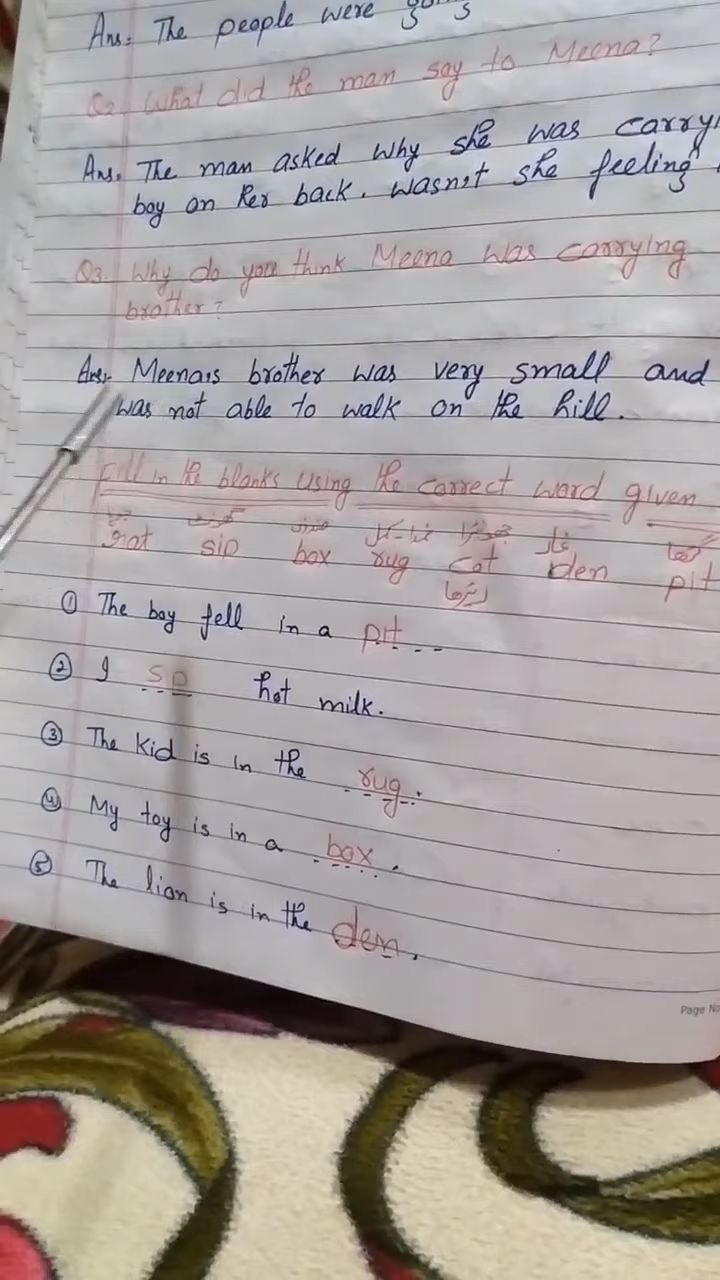 Ans: The people were
Q2 What did the man say to Meena?
Ans. The man asked why she was carry
boy on her back. wasn't she feeling
Q3. Why do you think Meena was carrying
brother?
Ans:- Meena's brother was very small and
was not able to walk on the hill.
Fill in the blanks using the correct word given
sip box rug cot den pit
غار
① The boy fell in a pit
② I sp hot milk.
③ The kid is in the rug.
④ My toy is in a box.
⑤ The lion is in the den.
Page No